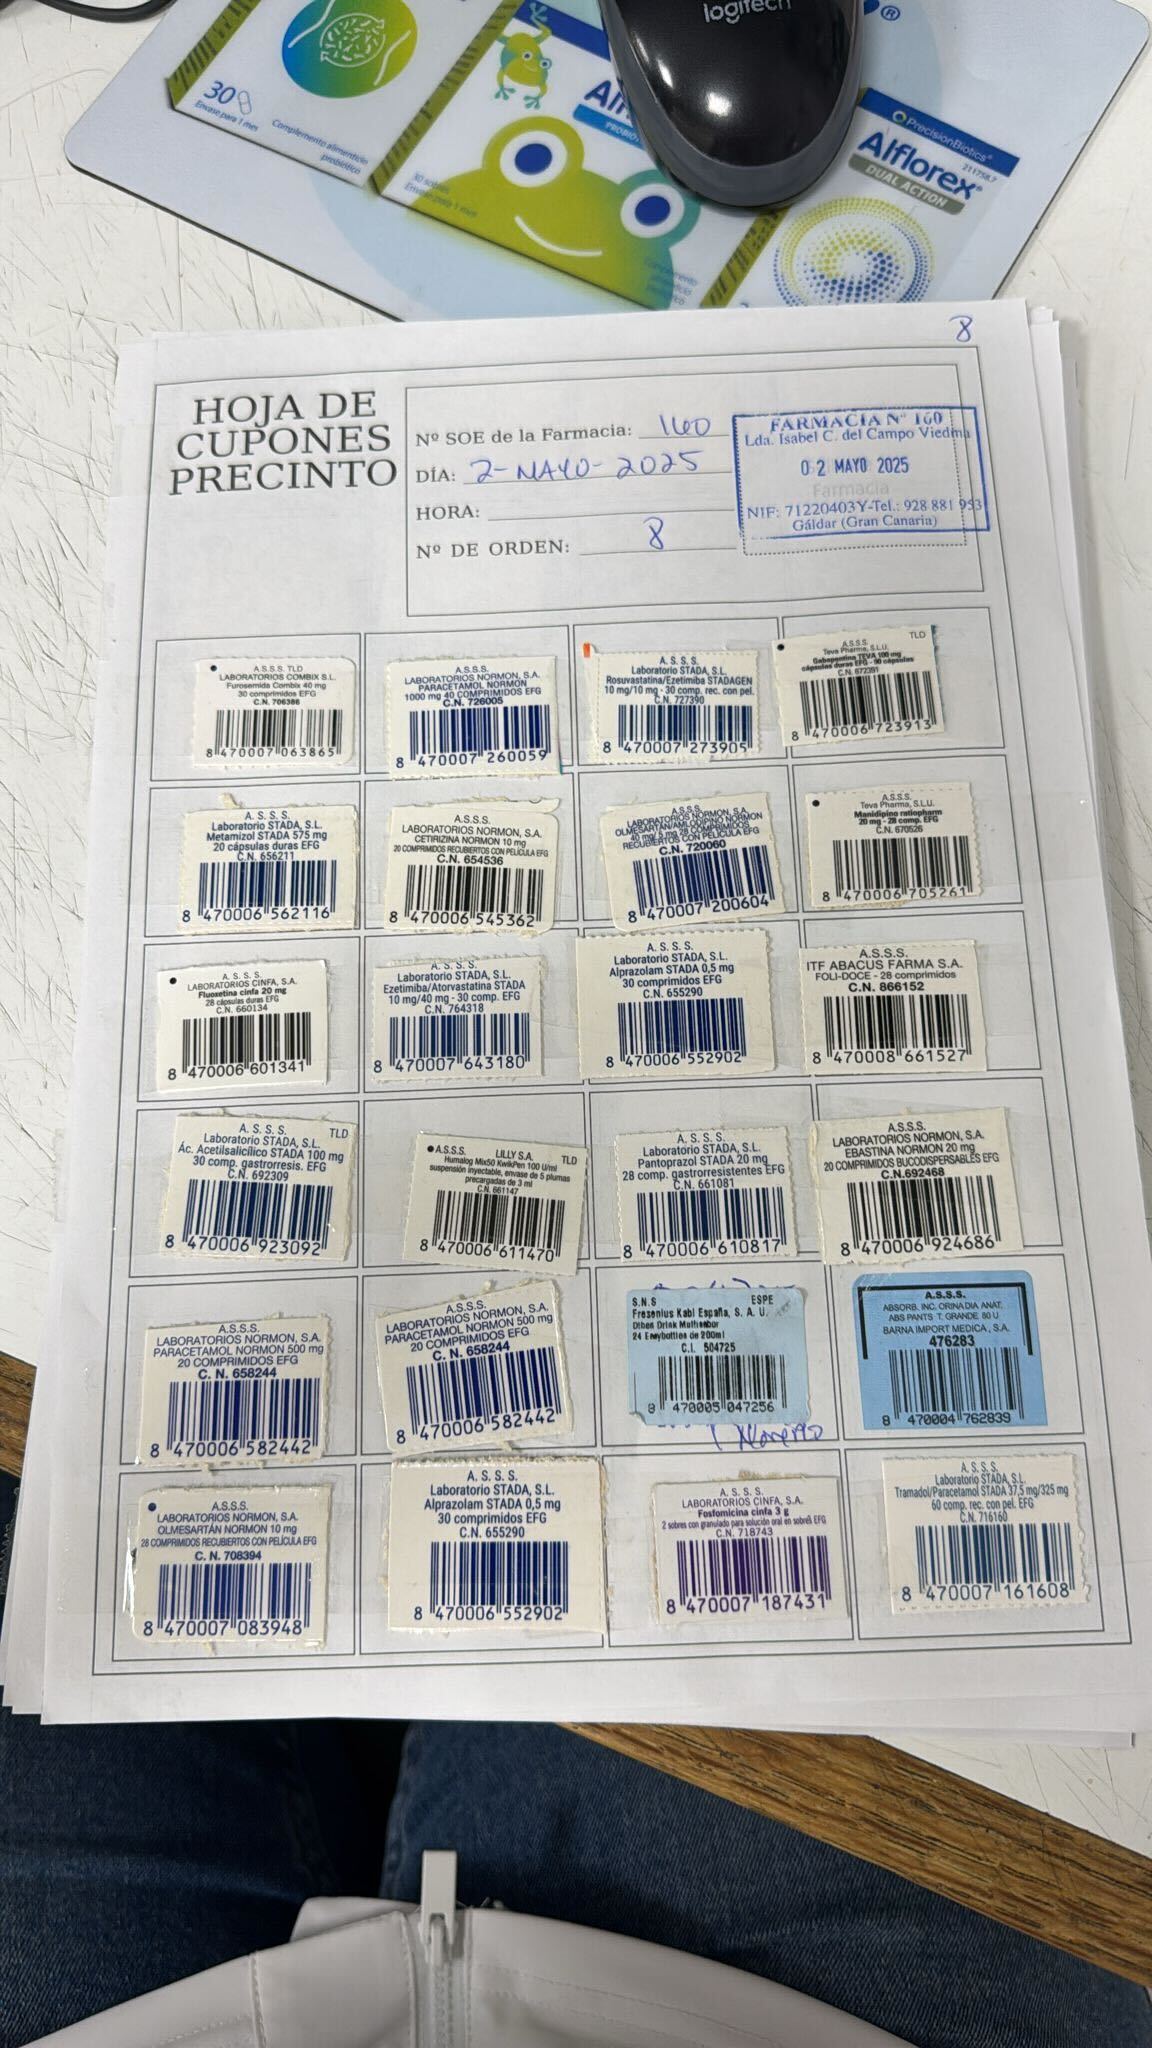 logitech
30
Envase para 1 mes
Complemento alimenticio
probiótico
30 sobres
Envase para 1 mes
PrecisionBiotics®
211758.7
Alflorex®
DUAL ACTION
8
HOJA DE
CUPONES
PRECINTO
Nº SOE de la Farmacia: 160
DÍA: 2-MAYO-2025
HORA:
Nº DE ORDEN: 8
FARMACIA Nº 160
Lda. Isabel C. del Campo Viedma
02 MAYO 2025
Farmacia
NIF: 71220403Y-Tel.: 928 881 953
Gáldar (Gran Canaria)
A.S.S.S. TLD
LABORATORIOS COMBIX S.L.
Furosemida Combix 40 mg
30 comprimidos EFG
C.N. 706386
8 470007 063865
A.S.S.S.
LABORATORIOS NORMON, S.A.
PARACETAMOL NORMON
1000 mg 40 COMPRIMIDOS EFG
C.N. 726005
8 470007 260059
A. S. S. S.
Laboratorio STADA, S.L.
Rosuvastatina/Ezetimiba STADAGEN
10 mg/10 mg - 30 comp. rec. con pel.
C.N. 727390
8 470007 273905
A.S.S.S. TLD
Teva Pharma, S.L.U.
Gabapentina TEVA 100 mg
cápsulas duras EFG - 90 cápsulas
C.N. 672391
8 470006 723913
A. S. S. S.
Laboratorio STADA, S.L.
Metamizol STADA 575 mg
20 cápsulas duras EFG
C.N. 656211
8 470006 562116
A.S.S.S.
LABORATORIOS NORMON, S.A.
CETIRIZINA NORMON 10 mg
20 COMPRIMIDOS RECUBIERTOS CON PELÍCULA EFG
C.N. 654536
8 470006 545362
A.S.S.S.
LABORATORIOS NORMON, S.A.
OLMESARTÁN/AMLODIPINO NORMON
40 mg/5 mg 28 COMPRIMIDOS
RECUBIERTOS CON PELÍCULA EFG
C.N. 720060
8 470007 200604
A.S.S.S.
Teva Pharma, S.L.U.
Manidipino ratiopharm
20 mg - 28 comp. EFG
C.N. 670526
8 470006 705261
A. S. S. S.
LABORATORIOS CINFA, S.A.
Fluoxetina cinfa 20 mg
28 cápsulas duras EFG
C.N. 660134
8 470006 601341
A. S. S. S.
Laboratorio STADA, S.L.
Ezetimiba/Atorvastatina STADA
10 mg/40 mg - 30 comp. EFG
C.N. 764318
8 470007 643180
A. S. S. S.
Laboratorio STADA, S.L.
Alprazolam STADA 0,5 mg
30 comprimidos EFG
C.N. 655290
8 470006 552902
A.S.S.S.
ITF ABACUS FARMA S.A.
FOLI-DOCE - 28 comprimidos
C.N. 866152
8 470008 661527
A. S. S. S. TLD
Laboratorio STADA, S.L.
Ác. Acetilsalicílico STADA 100 mg
30 comp. gastrorresis. EFG
C.N. 692309
8 470006 923092
A.S.S.S. LILLY S.A. TLD
Humalog Mix50 KwikPen 100 U/ml
suspensión inyectable, envase de 5 plumas
precargadas de 3 ml
C.N. 661147
8 470006 611470
A. S. S. S.
Laboratorio STADA, S.L.
Pantoprazol STADA 20 mg
28 comp. gastrorresistentes EFG
C.N. 661081
8 470006 610817
A.S.S.S.
LABORATORIOS NORMON, S.A.
EBASTINA NORMON 20 mg
20 COMPRIMIDOS BUCODISPERSABLES EFG
C.N.692468
8 470006 924686
A.S.S.S.
LABORATORIOS NORMON, S.A.
PARACETAMOL NORMON 500 mg
20 COMPRIMIDOS EFG
C. N. 658244
8 470006 582442
A.S.S.S.
LABORATORIOS NORMON, S.A.
PARACETAMOL NORMON 500 mg
20 COMPRIMIDOS EFG
C. N. 658244
8 470006 582442
S.N.S ESPE
Fresenius Kabi España, S. A. U.
Diben Drink Multisabor
24 Easybottles de 200ml
C.I. 504725
8 470005 047256
A.S.S.S.
ABSORB. INC. ORINA DIA ANAT.
ABS PANTS T. GRANDE 80 U
BARNA IMPORT MEDICA, S.A.
476283
8 470004 762839
A.S.S.S.
LABORATORIOS NORMON, S.A.
OLMESARTÁN NORMON 10 mg
28 COMPRIMIDOS RECUBIERTOS CON PELÍCULA EFG
C. N. 708394
8 470007 083948
A. S. S. S.
Laboratorio STADA, S.L.
Alprazolam STADA 0,5 mg
30 comprimidos EFG
C.N. 655290
8 470006 552902
A. S. S. S.
LABORATORIOS CINFA, S.A.
Fosfomicina cinfa 3 g
2 sobres con granulado para solución oral en sobres EFG
C.N. 718743
8 470007 187431
A. S. S. S.
Laboratorio STADA, S.L.
Tramadol/Paracetamol STADA 37,5 mg/325 mg
60 comp. rec. con pel. EFG
C.N. 716160
8 470007 161608